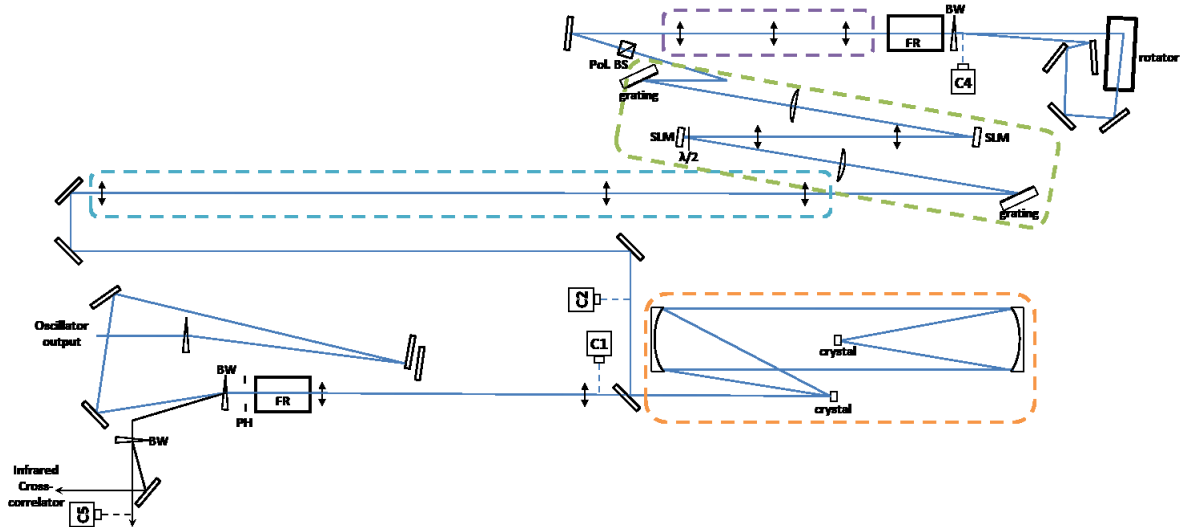 BW
FR
Pol. BS
C4
rotator
grating
SLM
SLM
λ/2
grating
C2
Oscillator
output
C1
crystal
BW
FR
crystal
PH
BW
Infrared
Cross-
correlator
C5